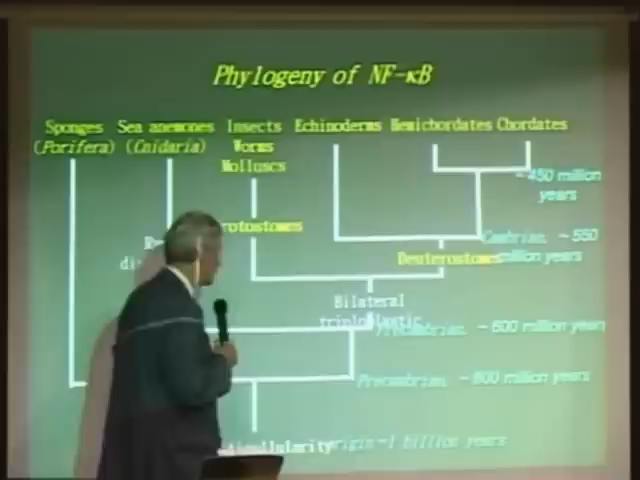 Phylogeny of NF-κB
Sponges Sea anemones Insects Echinoderms Hemichordates Chordates
(Porifera) (Cnidaria) Worms
Molluscs
~ 450 million
years
rotostomes
Cambrian, ~ 550
million years
Deuterostomes
Bilateral
triploblastic
Precambrian, ~ 600 million years
Precambrian, ~ 800 million years
origin ~1 billion years